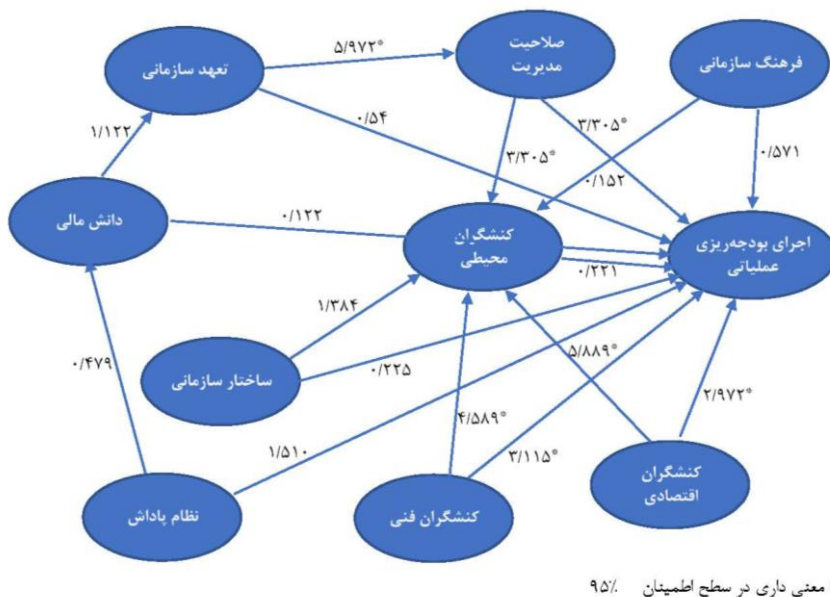 ۵/۹۷۲*
صلاحیت
مدیریت
فرهنگ سازمانی
تعهد سازمانی
۱/۱۲۲
۰/۵۴
۳/۳۰۵*
۳/۳۰۵*
۰/۱۵۲
۰/۵۷۱
دانش مالی
۰/۱۲۲
کنشگران
محیطی
اجرای بودجه‌ریزی
عملیاتی
۰/۲۲۱
۱/۳۸۴
ساختار سازمانی
۰/۲۲۵
۵/۸۸۹*
۲/۹۷۲*
۰/۴۷۹
۴/۵۸۹*
۱/۵۱۰
۳/۱۱۵*
نظام پاداش
کنشگران فنی
کنشگران
اقتصادی
معنی داری در سطح اطمینان ۹۵٪